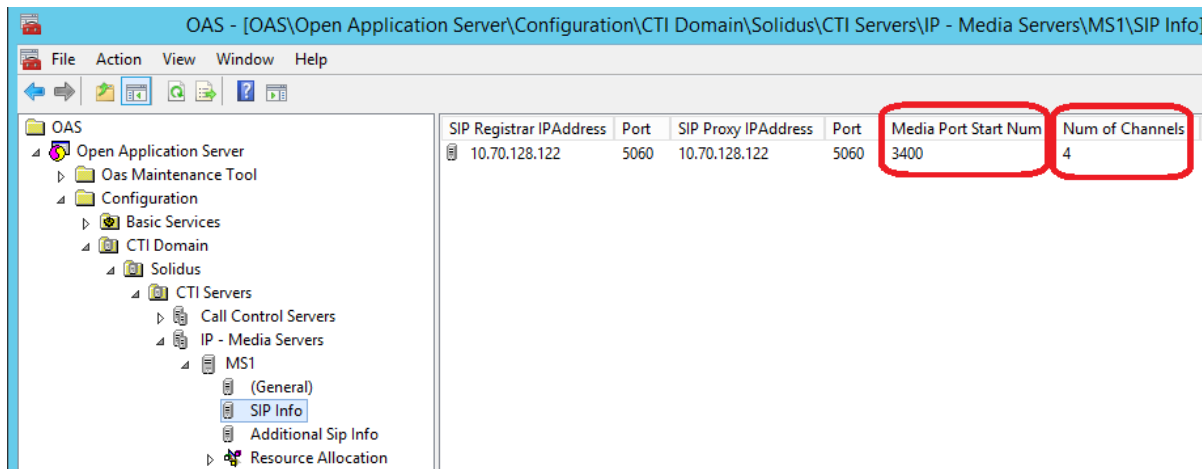 OAS - [OAS\Open Application Server\Configuration\CTI Domain\Solidus\CTI Servers\IP - Media Servers\MS1\SIP Info]
File Action View Window Help
OAS
Open Application Server
Oas Maintenance Tool
Configuration
Basic Services
CTI Domain
Solidus
CTI Servers
Call Control Servers
IP - Media Servers
MS1
(General)
SIP Info
Additional Sip Info
Resource Allocation
SIP Registrar IPAddress Port SIP Proxy IPAddress Port Media Port Start Num Num of Channels
10.70.128.122 5060 10.70.128.122 5060 3400 4